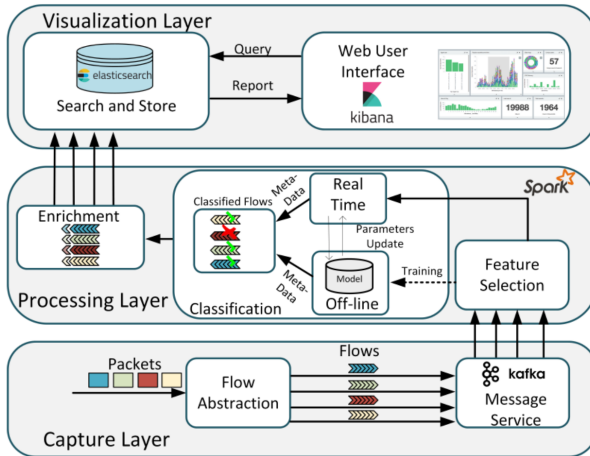 Visualization Layer
elasticsearch
Search and Store
Query
Report
Web User
Interface
kibana
57
19988
1964
Spark
Enrichment
Classified Flows
Meta-
Data
Real
Time
Parameters
Update
Meta-
Data
Model
Off-line
Classification
Training
Feature
Selection
Processing Layer
Packets
Flow
Abstraction
Flows
kafka
Message
Service
Capture Layer